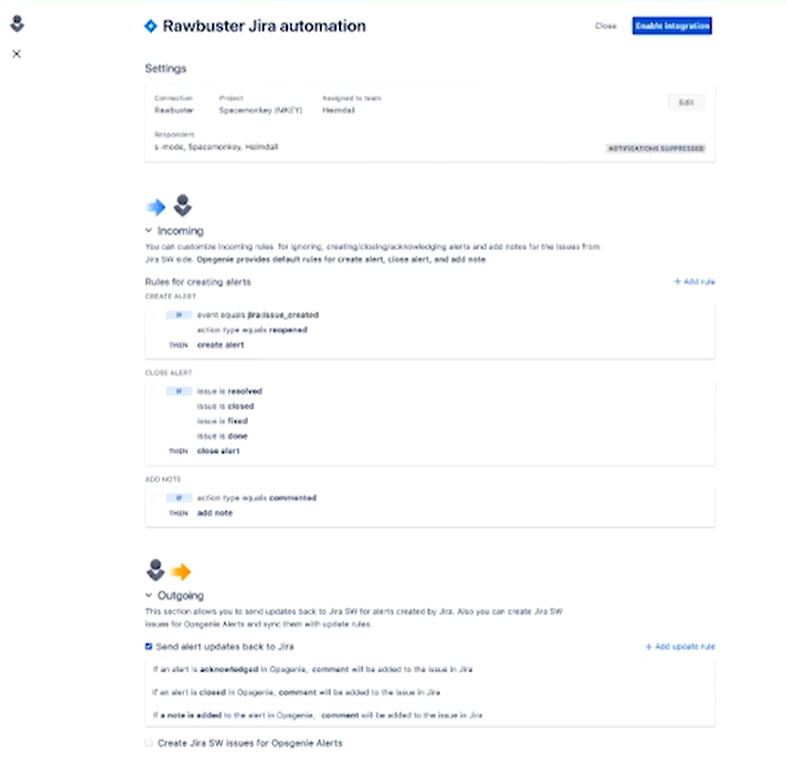 Rawbuster Jira automation
Close
Enable integration
Settings
Connection Project Assigned to team
Rawbuster Spacemonkey (MKEY) Heimdall
Edit
Responders
s-mode, Spacemonkey, Heimdall
NOTIFICATIONS SUPPRESSED
Incoming
You can customize incoming rules for ignoring, creating/closing/acknowledging alerts and add notes for the issues from
Jira SW side. Opsgenie provides default rules for create alert, close alert, and add note
Rules for creating alerts
+ Add rule
CREATE ALERT
IF event equals jira:issue_created
action type equals reopened
THEN create alert
CLOSE ALERT
IF issue is resolved
issue is closed
issue is fixed
issue is done
THEN close alert
ADD NOTE
IF action type equals commented
THEN add note
Outgoing
This section allows you to send updates back to Jira SW for alerts created by Jira. Also you can create Jira SW
issues for Opsgenie Alerts and sync them with update rules.
Send alert updates back to Jira
+ Add update rule
If an alert is acknowledged in Opsgenie, comment will be added to the issue in Jira
If an alert is closed in Opsgenie, comment will be added to the issue in Jira
If a note is added to the alert in Opsgenie, comment will be added to the issue in Jira
Create Jira SW issues for Opsgenie Alerts